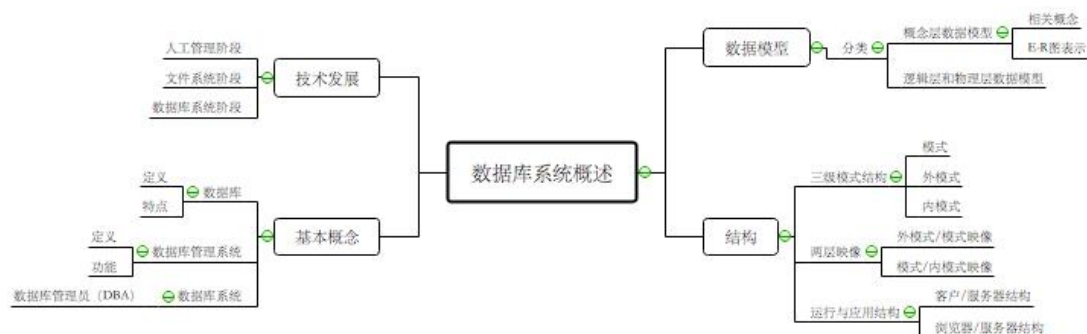 数据库系统概述
技术发展
人工管理阶段
文件系统阶段
数据库系统阶段
基本概念
数据库
定义
特点
数据库管理系统
定义
功能
数据库系统
数据库管理员（DBA）
数据模型
分类
概念层数据模型
相关概念
E-R图表示
逻辑层和物理层数据模型
结构
三级模式结构
模式
外模式
内模式
两层映像
外模式/模式映像
模式/内模式映像
运行与应用结构
客户/服务器结构
浏览器/服务器结构